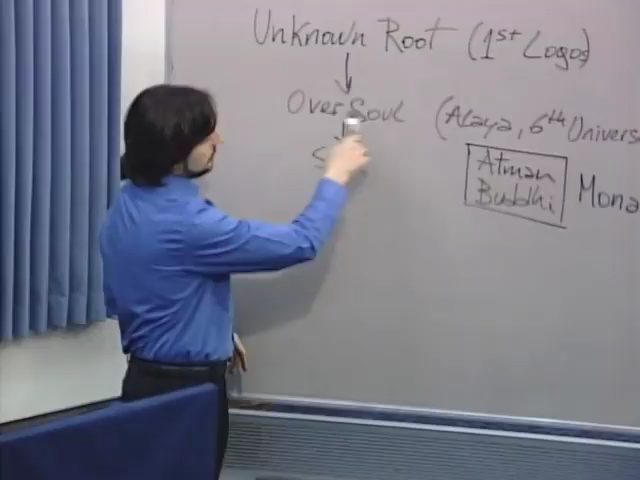 Unknown Root (1st Logos)
Over Soul (Alaya, 6th Univers
S
Atman
Buddhi
Mona